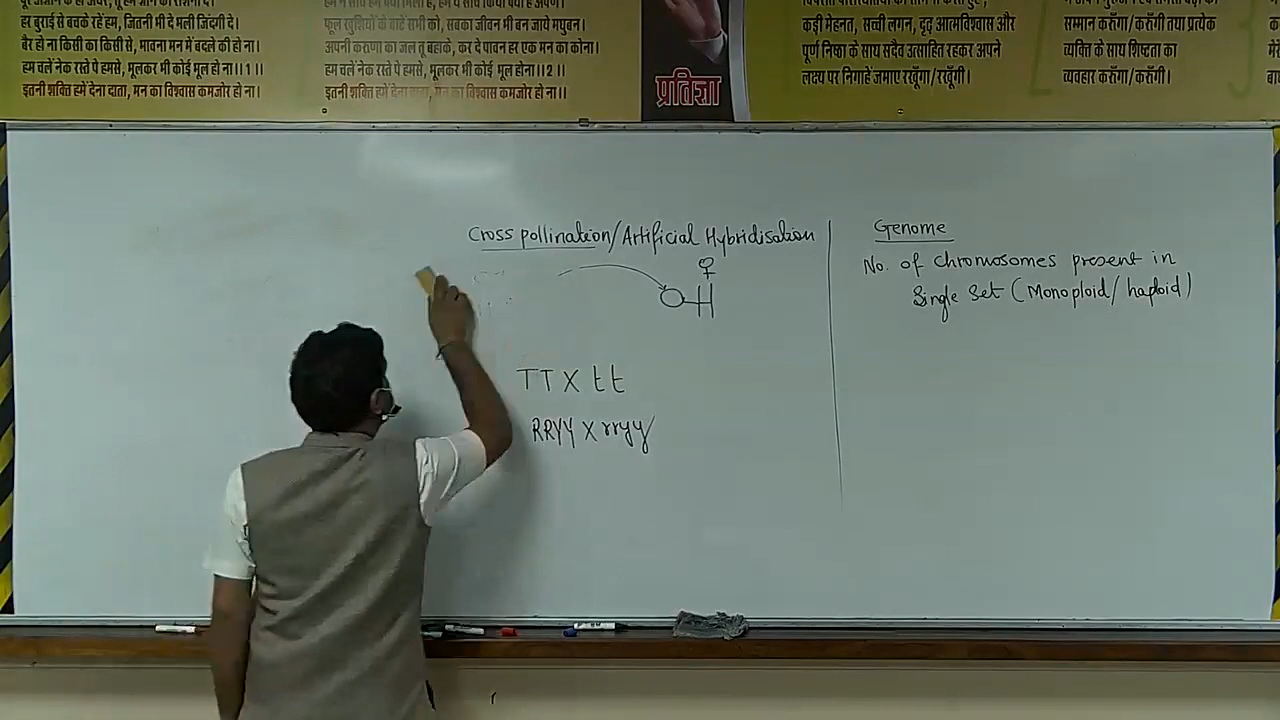 हर बुराई से बचके रहें हम, जितनी भी दे भली जिंदगी दे।
बैर हो ना किसी का किसी से, भावना मन में बदले की हो ना।
हम चलें नेक रस्ते पे हमसे, भूलकर भी कोई भूल हो ना।।1।।
इतनी शक्ति हमें देना दाता, मन का विश्वास कमजोर हो ना।
फूल खुशियों के बाटें सभी को, सबका जीवन भी बन जाये मधुबन।
अपनी करुणा का जल तू बहाके, कर दे पावन हर एक मन का कोना।
हम चलें नेक रस्ते पे हमसे, भूलकर भी कोई भूल होना।।2।।
इतनी शक्ति हमें देना दाता, मन का विश्वास कमजोर हो ना।।
प्रतिज्ञा
कड़ी मेहनत, सच्ची लगन, दृढ़ आत्मविश्वास और
पूर्ण निष्ठा के साथ सदैव उत्साहित रहकर अपने
लक्ष्य पर निगाहें जमाए रखूँगा/रखूँगी।
सम्मान करूँगा/करूँगी तथा प्रत्येक
व्यक्ति के साथ शिष्टता का
व्यवहार करूँगा/करूँगी।
Cross pollination/Artificial Hybridisation
♀
TT X tt
RRYY X rryy
Genome
No. of chromosomes present in
Single Set (Monoploid/haploid)